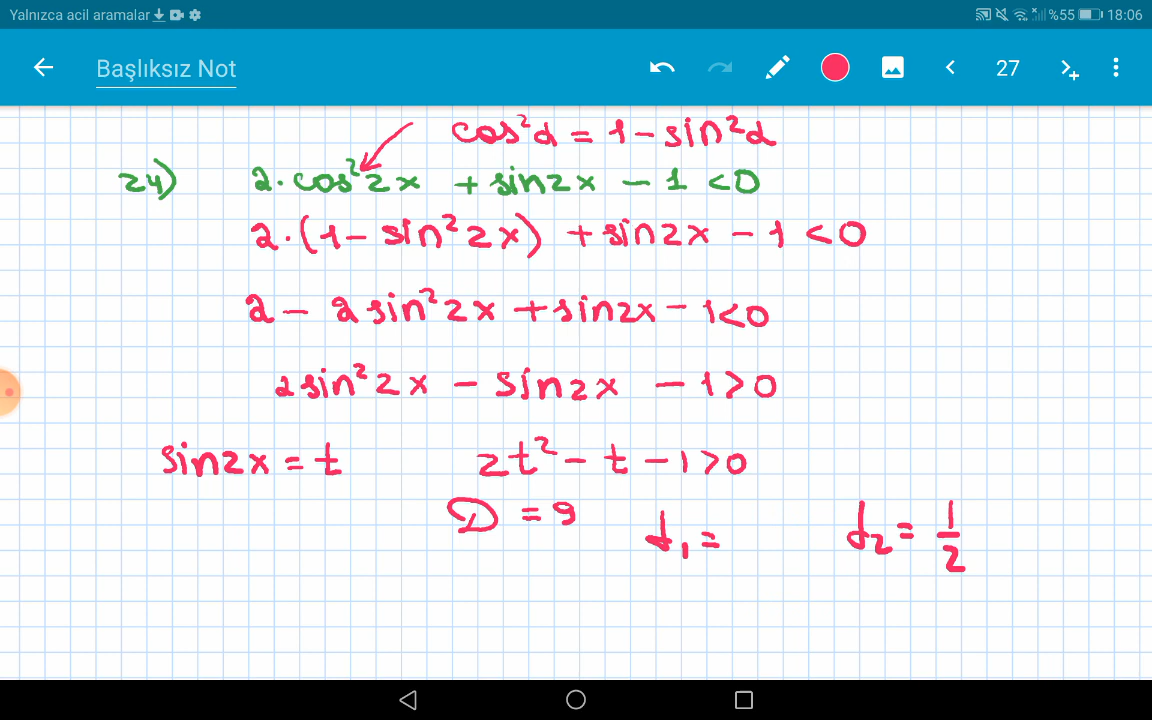 Yalnızca acil aramalar %55 18:06
Başlıksız Not 27
cos²α = 1 - sin²α
24) 2·cos²2x + sin2x - 1 < 0
2·(1 - sin²2x) + sin2x - 1 < 0
2 - 2sin²2x + sin2x - 1 < 0
2sin²2x - sin2x - 1 > 0
sin2x = t 2t² - t - 1 > 0
D = 9 t₁ = t₂ = 1/2